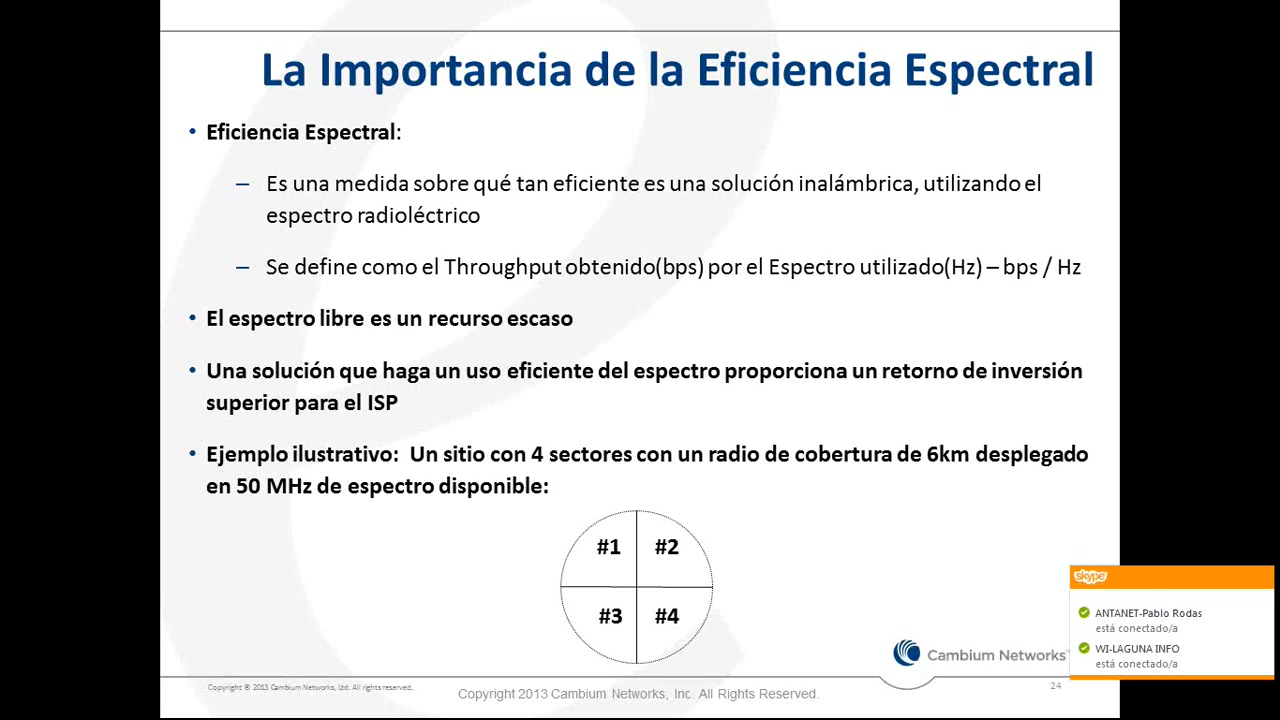 La Importancia de la Eficiencia Espectral
• Eficiencia Espectral:
– Es una medida sobre qué tan eficiente es una solución inalámbrica, utilizando el
espectro radioléctrico
– Se define como el Throughput obtenido(bps) por el Espectro utilizado(Hz) – bps / Hz
• El espectro libre es un recurso escaso
• Una solución que haga un uso eficiente del espectro proporciona un retorno de inversión
superior para el ISP
• Ejemplo ilustrativo: Un sitio con 4 sectores con un radio de cobertura de 6km desplegado
en 50 MHz de espectro disponible:
#1 #2
#3 #4
skype
ANTANET-Pablo Rodas
está conectado/a
WI-LAGUNA INFO
está conectado/a
Cambium Networks
Copyright © 2013 Cambium Networks, Ltd. All rights reserved.
Copyright 2013 Cambium Networks, Inc. All Rights Reserved.
24